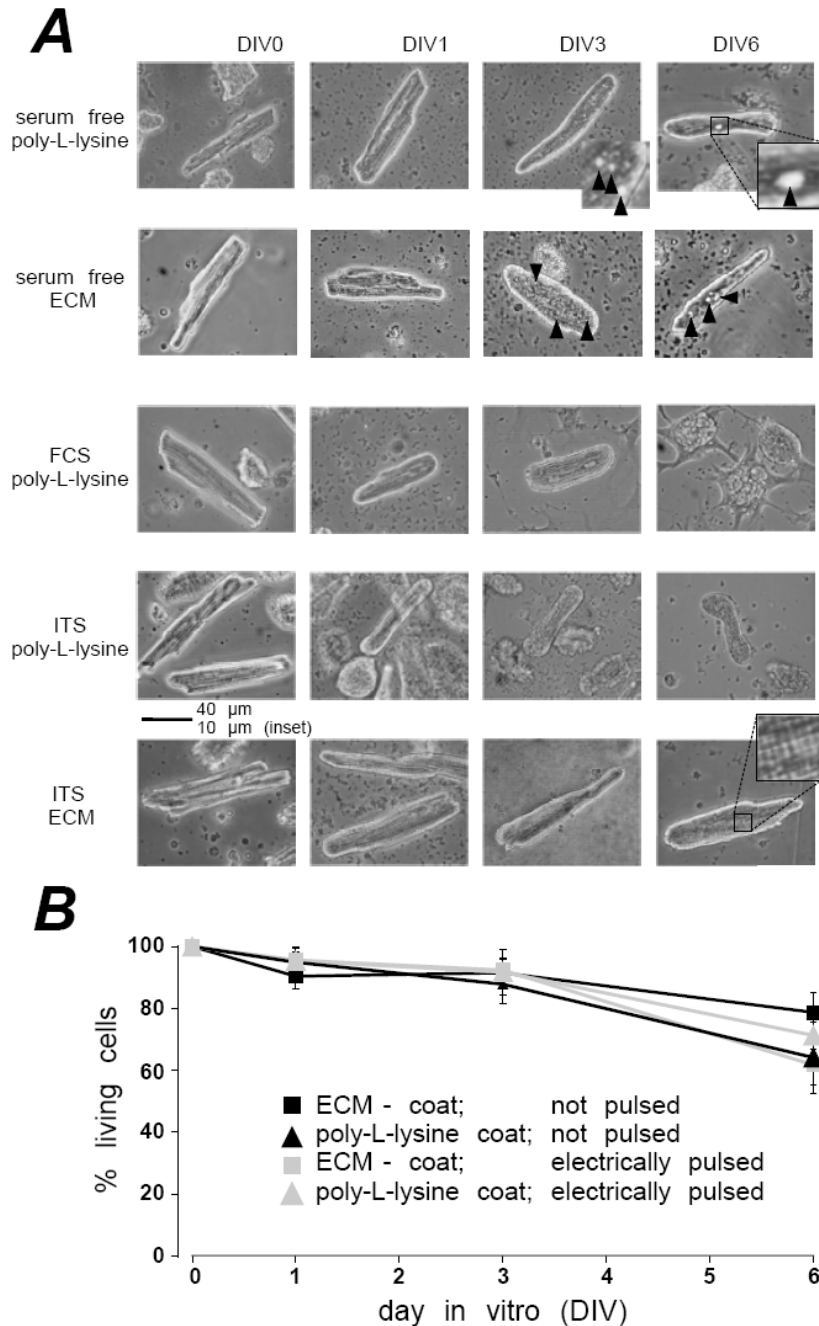 A
DIV0 DIV1 DIV3 DIV6
serum free
poly-L-lysine
serum free
ECM
FCS
poly-L-lysine
ITS
poly-L-lysine
40 µm
10 µm (inset)
ITS
ECM
B
% living cells
100
80
60
40
20
0
ECM - coat; not pulsed
poly-L-lysine coat; not pulsed
ECM - coat; electrically pulsed
poly-L-lysine coat; electrically pulsed
0 1 2 3 4 5 6
day in vitro (DIV)